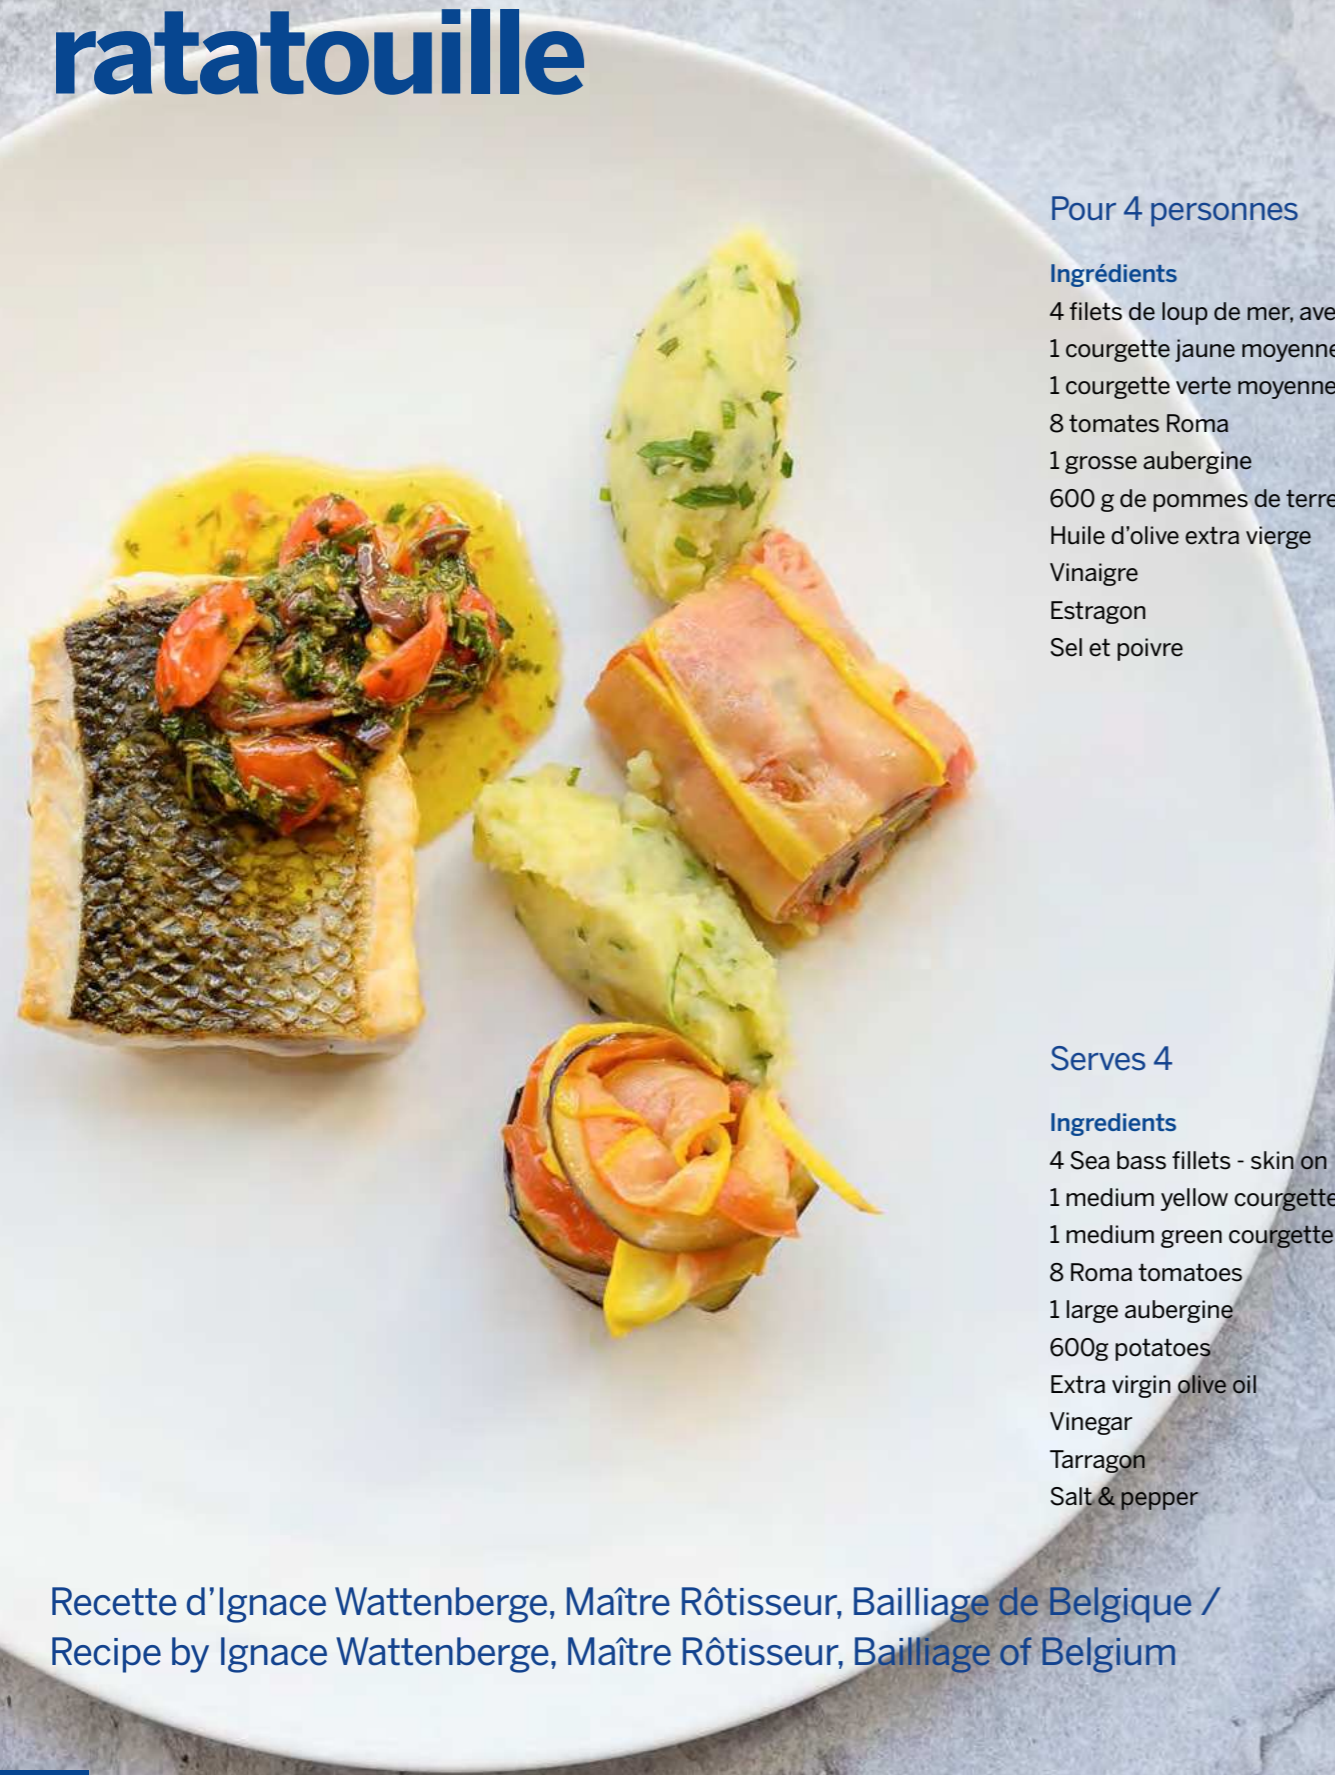 ratatouille
Pour 4 personnes
Ingrédients
4 filets de loup de mer, ave
1 courgette jaune moyenne
1 courgette verte moyenne
8 tomates Roma
1 grosse aubergine
600 g de pommes de terre
Huile d’olive extra vierge
Vinaigre
Estragon
Sel et poivre
Serves 4
Ingredients
4 Sea bass fillets - skin on
1 medium yellow courgette
1 medium green courgette
8 Roma tomatoes
1 large aubergine
600g potatoes
Extra virgin olive oil
Vinegar
Tarragon
Salt & pepper
Recette d’Ignace Wattenberge, Maître Rôtisseur, Bailliage de Belgique /
Recipe by Ignace Wattenberge, Maître Rôtisseur, Bailliage of Belgium